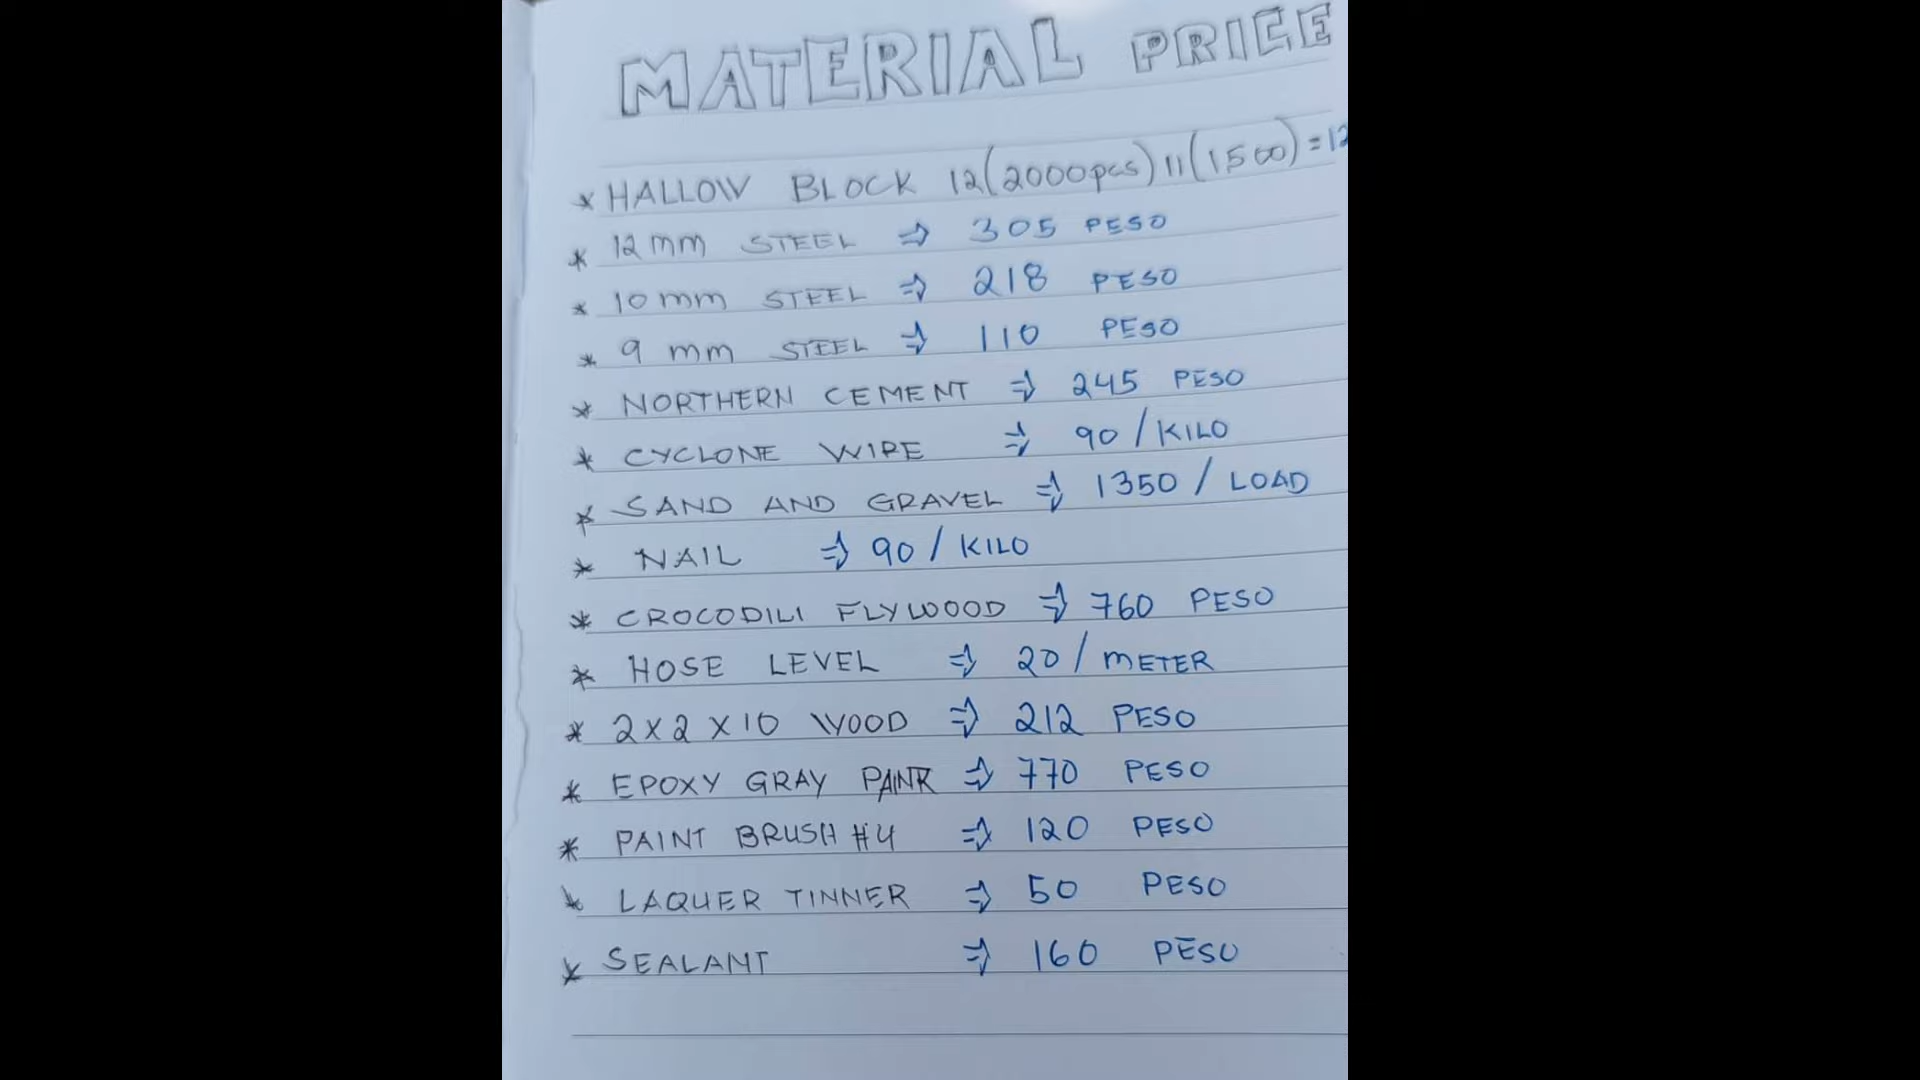 MATERIAL PRICE
* HALLOW BLOCK 12(2000pcs) 11(1500) = 12
* 12mm STEEL ⇒ 305 PESO
* 10mm STEEL ⇒ 218 PESO
* 9 mm STEEL ⇒ 110 PESO
* NORTHERN CEMENT ⇒ 245 PESO
* CYCLONE WIRE ⇒ 90 / KILO
* SAND AND GRAVEL ⇒ 1350 / LOAD
* NAIL ⇒ 90 / KILO
* CROCODILI FLYWOOD ⇒ 760 PESO
* HOSE LEVEL ⇒ 20 / METER
* 2 X 2 X 10 WOOD ⇒ 212 PESO
* EPOXY GRAY PAINT ⇒ 770 PESO
* PAINT BRUSH #4 ⇒ 120 PESO
* LAQUER TINNER ⇒ 50 PESO
* SEALANT ⇒ 160 PESO